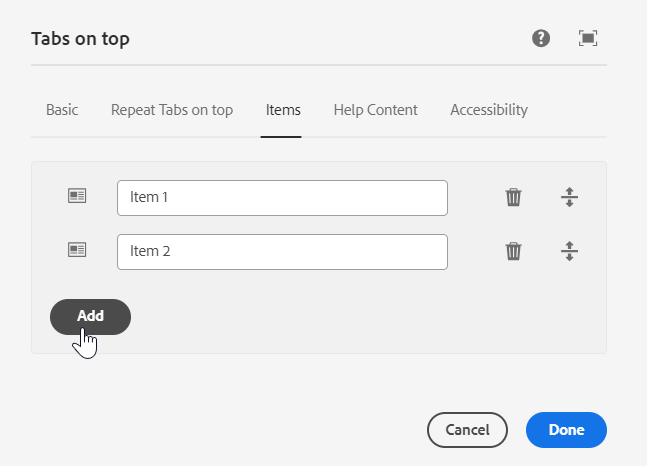 Tabs on top
Basic Repeat Tabs on top Items Help Content Accessibility
Item 1
Item 2
Add
Cancel Done